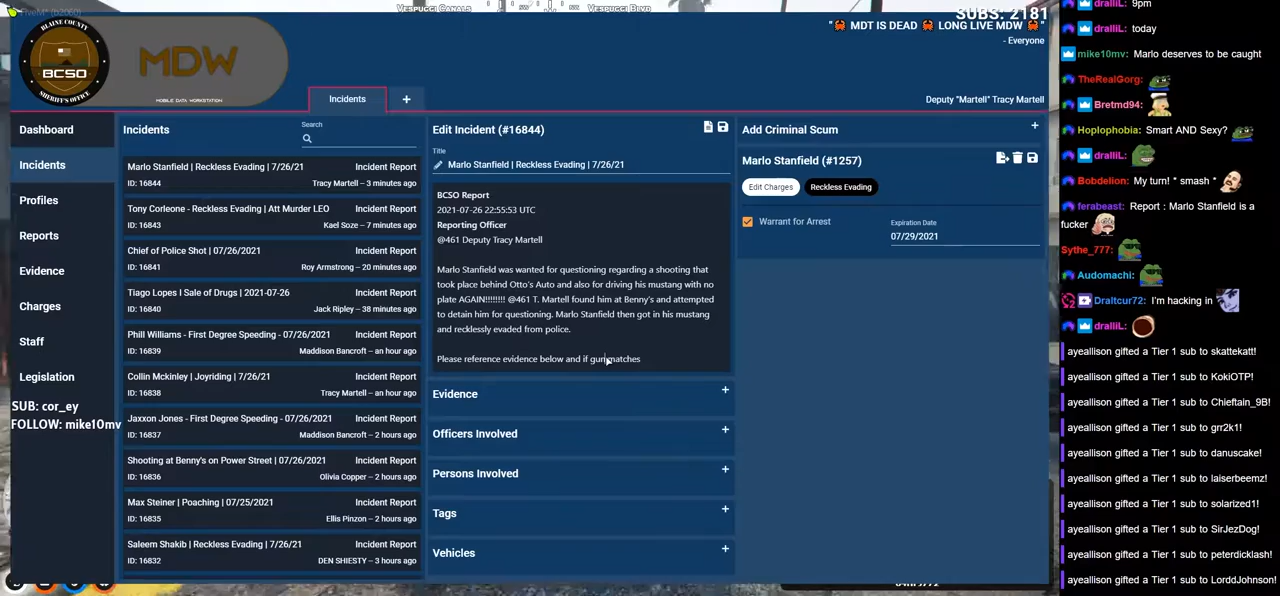 FiveM® (b2060)
VESPUCCI CANALS
VESPUCCI BLVD
SUBS: 2181
BLAINE COUNTY
BCSO
SHERIFF'S OFFICE
MDW
MOBILE DATA WORKSTATION
" 🦀 MDT IS DEAD 🦀 LONG LIVE MDW 🦀 "
- Everyone
Incidents
+
Deputy "Martell" Tracy Martell
Dashboard
Incidents
Profiles
Reports
Evidence
Charges
Staff
Legislation
SUB: cor_ey
FOLLOW: mike10mv
Incidents
Search
Marlo Stanfield | Reckless Evading | 7/26/21 Incident Report
ID: 16844 Tracy Martell – 3 minutes ago
Tony Corleone - Reckless Evading | Att Murder LEO Incident Report
ID: 16843 Kael Soze – 7 minutes ago
Chief of Police Shot | 07/26/2021 Incident Report
ID: 16841 Roy Armstrong – 20 minutes ago
Tiago Lopes I Sale of Drugs | 2021-07-26 Incident Report
ID: 16840 Jack Ripley – 38 minutes ago
Phill Williams - First Degree Speeding - 07/26/2021 Incident Report
ID: 16839 Maddison Bancroft – an hour ago
Collin Mckinley | Joyriding | 7/26/21 Incident Report
ID: 16838 Tracy Martell – an hour ago
Jaxxon Jones - First Degree Speeding - 07/26/2021 Incident Report
ID: 16837 Maddison Bancroft – 2 hours ago
Shooting at Benny's on Power Street | 07/26/2021 Incident Report
ID: 16836 Olivia Copper – 2 hours ago
Max Steiner | Poaching | 07/25/2021 Incident Report
ID: 16835 Ellis Pinzon – 2 hours ago
Saleem Shakib | Reckless Evading | 7/26/21 Incident Report
ID: 16832 DEN SHIESTY – 3 hours ago
Edit Incident (#16844)
Title
Marlo Stanfield | Reckless Evading | 7/26/21
BCSO Report
2021-07-26 22:55:53 UTC
Reporting Officer
@461 Deputy Tracy Martell
Marlo Stanfield was wanted for questioning regarding a shooting that
took place behind Otto's Auto and also for driving his mustang with no
plate AGAIN!!!!!!!! @461 T. Martell found him at Benny's and attempted
to detain him for questioning. Marlo Stanfield then got in his mustang
and recklessly evaded from police.
Please reference evidence below and if gun matches
Evidence +
Officers Involved +
Persons Involved +
Tags +
Vehicles +
Add Criminal Scum +
Marlo Stanfield (#1257)
Edit Charges
Reckless Evading
Warrant for Arrest
Expiration Date
07/29/2021
dralliL: 9pm
dralliL: today
mike10mv: Marlo deserves to be caught
TheRealGorg:
Bretmd94:
Hoplophobia: Smart AND Sexy?
dralliL:
Bobdelion: My turn! * smash *
ferabeast: Report : Marlo Stanfield is a
fucker
Sythe_777:
Audomachi:
Draltcur72: I'm hacking in
dralliL:
ayeallison gifted a Tier 1 sub to skattekatt!
ayeallison gifted a Tier 1 sub to KokiOTP!
ayeallison gifted a Tier 1 sub to Chieftain_9B!
ayeallison gifted a Tier 1 sub to grr2k1!
ayeallison gifted a Tier 1 sub to danuscake!
ayeallison gifted a Tier 1 sub to laiserbeemz!
ayeallison gifted a Tier 1 sub to solarized1!
ayeallison gifted a Tier 1 sub to SirJezDog!
ayeallison gifted a Tier 1 sub to peterdicklash!
ayeallison gifted a Tier 1 sub to LorddJohnson!